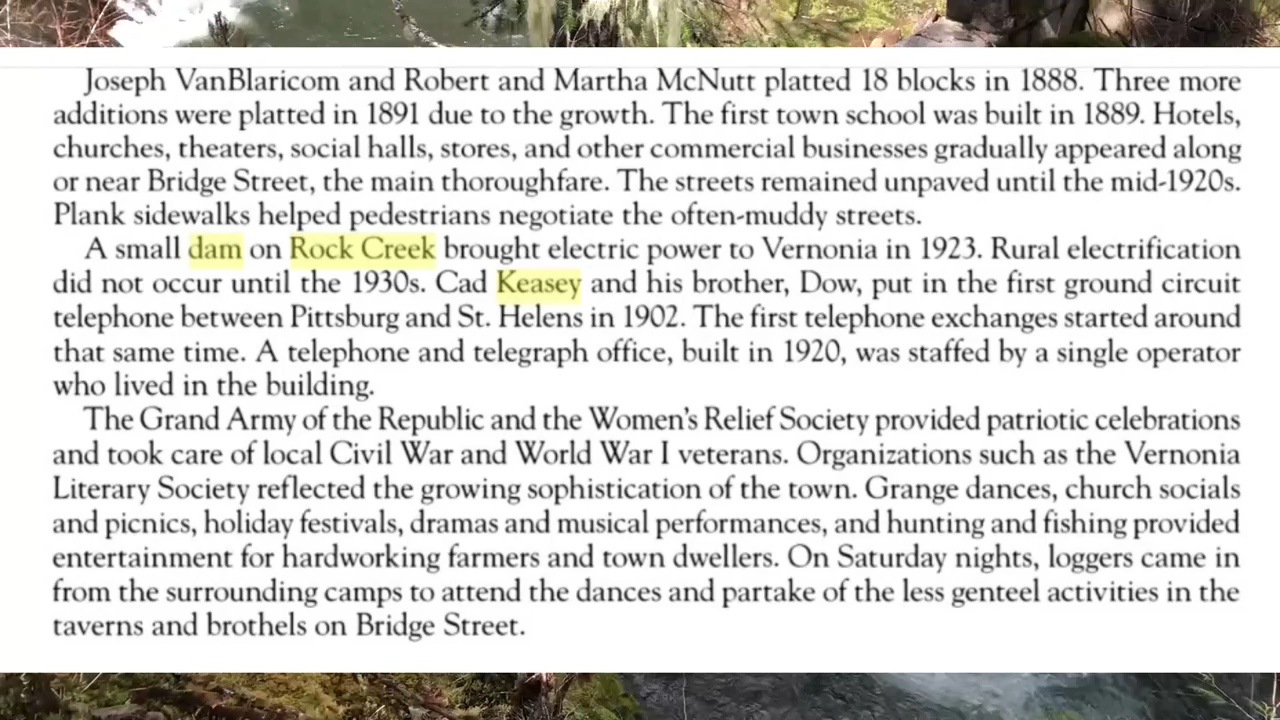 Joseph VanBlaricom and Robert and Martha McNutt platted 18 blocks in 1888. Three more
additions were platted in 1891 due to the growth. The first town school was built in 1889. Hotels,
churches, theaters, social halls, stores, and other commercial businesses gradually appeared along
or near Bridge Street, the main thoroughfare. The streets remained unpaved until the mid-1920s.
Plank sidewalks helped pedestrians negotiate the often-muddy streets.
A small dam on Rock Creek brought electric power to Vernonia in 1923. Rural electrification
did not occur until the 1930s. Cad Keasey and his brother, Dow, put in the first ground circuit
telephone between Pittsburg and St. Helens in 1902. The first telephone exchanges started around
that same time. A telephone and telegraph office, built in 1920, was staffed by a single operator
who lived in the building.
The Grand Army of the Republic and the Women's Relief Society provided patriotic celebrations
and took care of local Civil War and World War I veterans. Organizations such as the Vernonia
Literary Society reflected the growing sophistication of the town. Grange dances, church socials
and picnics, holiday festivals, dramas and musical performances, and hunting and fishing provided
entertainment for hardworking farmers and town dwellers. On Saturday nights, loggers came in
from the surrounding camps to attend the dances and partake of the less genteel activities in the
taverns and brothels on Bridge Street.